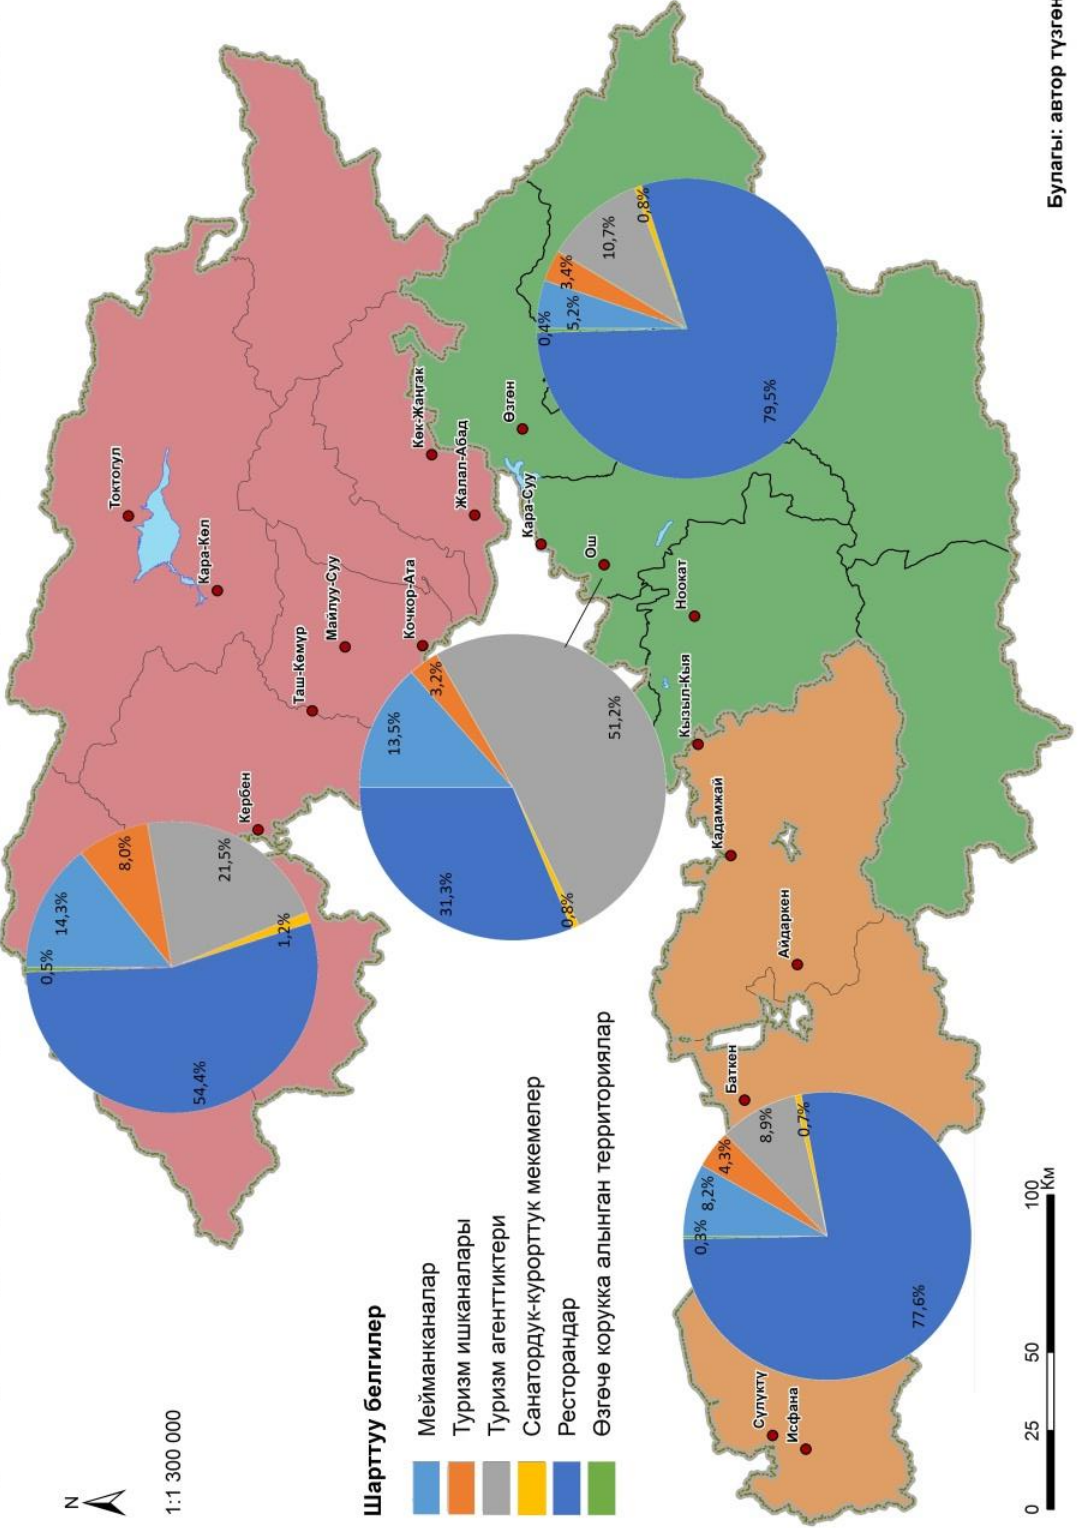 N
1:1 300 000
Шарттуу белгилер
Мейманканалар
Туризм ишканалары
Туризм агенттиктери
Санатордук-курорттук мекемелер
Ресторандар
Өзгөчө корукка алынган территориялар
0,5%
14,3%
8,0%
21,5%
1,2%
54,4%
Токтогул
Кара-Көл
Кербен
Таш-Көмүр
Майлуу-Суу
Кочкор-Ата
Көк-Жаңгак
Жалал-Абад
13,5%
3,2%
51,2%
0,8%
31,3%
Өзгөн
Кара-Суу
Ош
Ноокат
0,4%
5,2%
3,4%
10,7%
0,8%
79,5%
Кызыл-Кыя
Кадамжай
Айдаркен
Баткен
0,3%
8,2%
4,3%
8,9%
0,7%
77,6%
Сүлүктү
Исфана
0 25 50 100
Км
Булагы: автор түзгөн